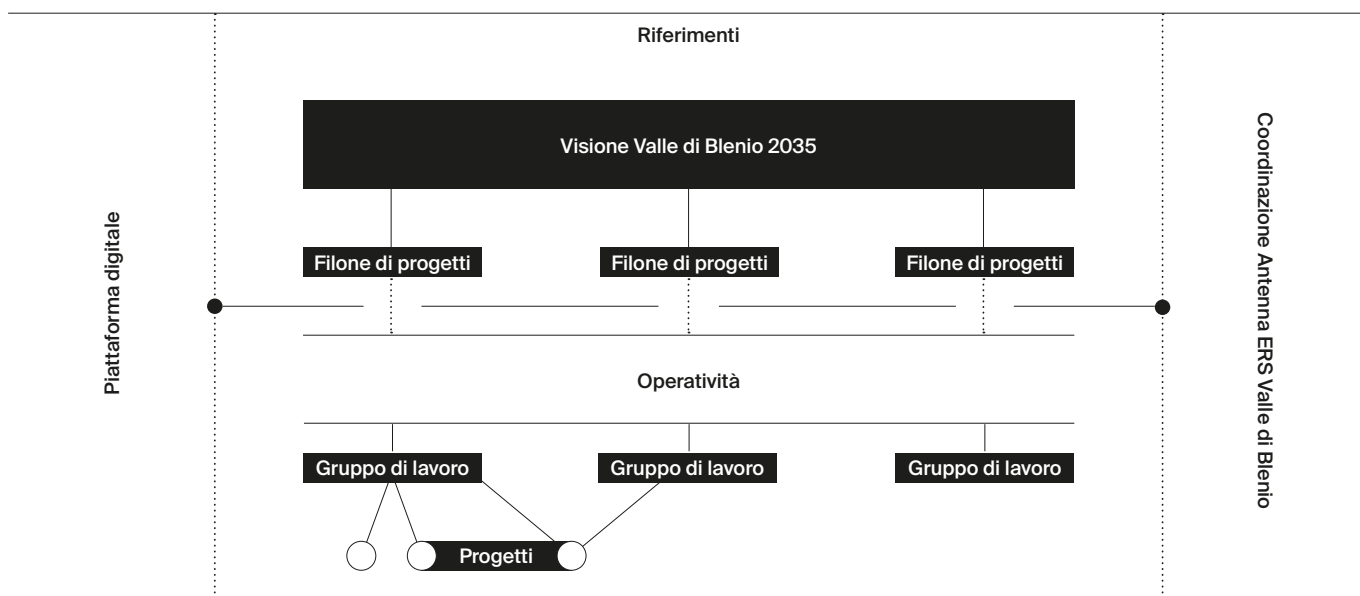 Riferimenti
Visione Valle di Blenio 2035
Piattaforma digitale
Filone di progetti
Filone di progetti
Filone di progetti
Coordinazione Antenna ERS Valle di Blenio
Operatività
Gruppo di lavoro
Gruppo di lavoro
Gruppo di lavoro
Progetti